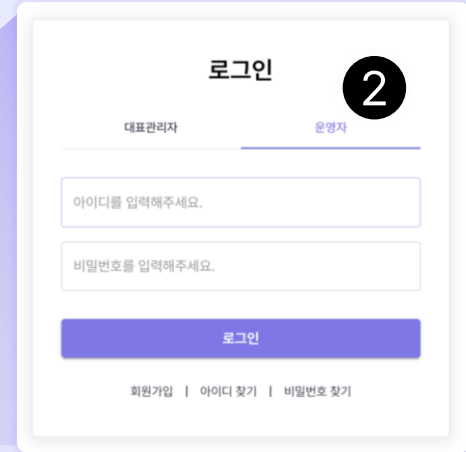 로그인
2
대표관리자 운영자
아이디를 입력해주세요.
비밀번호를 입력해주세요.
로그인
회원가입 | 아이디 찾기 | 비밀번호 찾기